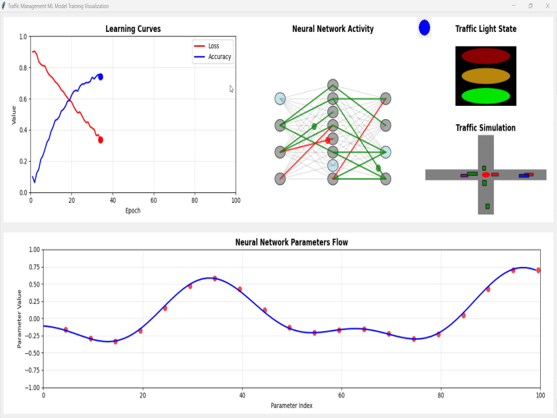 Traffic Management ML Model Training Visualization
Learning Curves
Neural Network Activity
Traffic Light State
Loss
Accuracy
1.0
0.8
0.6
0.4
0.2
0.0
Value
0 20 40 60 80 100
Epoch
Traffic Simulation
Neural Network Parameters Flow
1.00
0.75
0.50
0.25
0.00
−0.25
−0.50
−0.75
−1.00
Parameter Value
0 20 40 60 80 100
Parameter Index